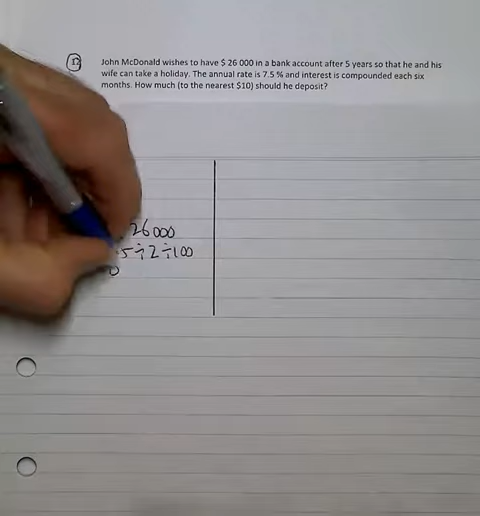 12
John McDonald wishes to have $ 26 000 in a bank account after 5 years so that he and his
wife can take a holiday. The annual rate is 7.5 % and interest is compounded each six
months. How much (to the nearest $10) should he deposit?
26000
.5÷2÷100
0